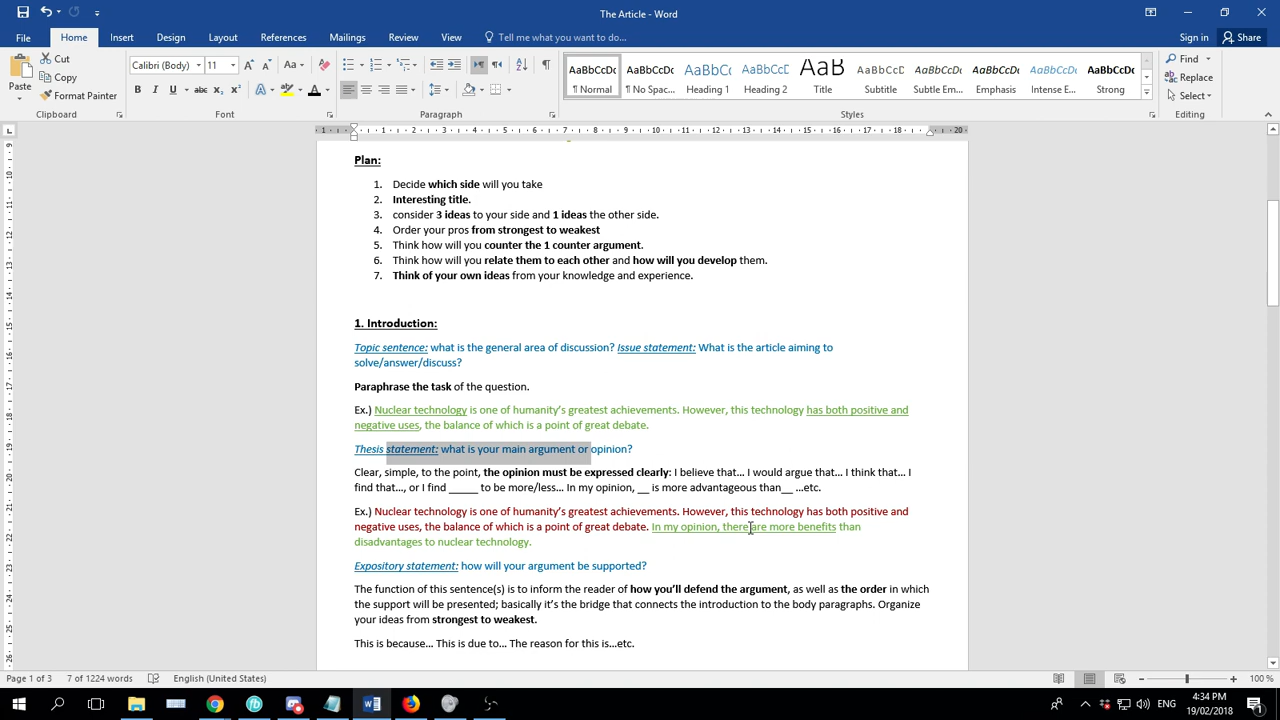 The Article - Word
Sign in
Share
File Home Insert Design Layout References Mailings Review View Tell me what you want to do...
Paste
Cut
Copy
Format Painter
Calibri (Body) 11
AaBbCcDc AaBbCcDc AaBbCc AaBbCcD AaB AaBbCcD AaBbCcDc AaBbCcDc AaBbCcDc AaBbCcDc
¶ Normal ¶ No Spac... Heading 1 Heading 2 Title Subtitle Subtle Em... Emphasis Intense E... Strong
Find
Replace
Select
Clipboard Font Paragraph Styles Editing
Plan:
1. Decide which side will you take
2. Interesting title.
3. consider 3 ideas to your side and 1 ideas the other side.
4. Order your pros from strongest to weakest
5. Think how will you counter the 1 counter argument.
6. Think how will you relate them to each other and how will you develop them.
7. Think of your own ideas from your knowledge and experience.
1. Introduction:
Topic sentence: what is the general area of discussion? Issue statement: What is the article aiming to
solve/answer/discuss?
Paraphrase the task of the question.
Ex.) Nuclear technology is one of humanity's greatest achievements. However, this technology has both positive and
negative uses, the balance of which is a point of great debate.
Thesis statement: what is your main argument or opinion?
Clear, simple, to the point, the opinion must be expressed clearly: I believe that... I would argue that... I think that... I
find that..., or I find _____ to be more/less... In my opinion, __ is more advantageous than__ ...etc.
Ex.) Nuclear technology is one of humanity's greatest achievements. However, this technology has both positive and
negative uses, the balance of which is a point of great debate. In my opinion, there are more benefits than
disadvantages to nuclear technology.
Expository statement: how will your argument be supported?
The function of this sentence(s) is to inform the reader of how you'll defend the argument, as well as the order in which
the support will be presented; basically it's the bridge that connects the introduction to the body paragraphs. Organize
your ideas from strongest to weakest.
This is because... This is due to... The reason for this is...etc.
Page 1 of 3 7 of 1224 words English (United States) 100 %
ENG
4:34 PM
19/02/2018